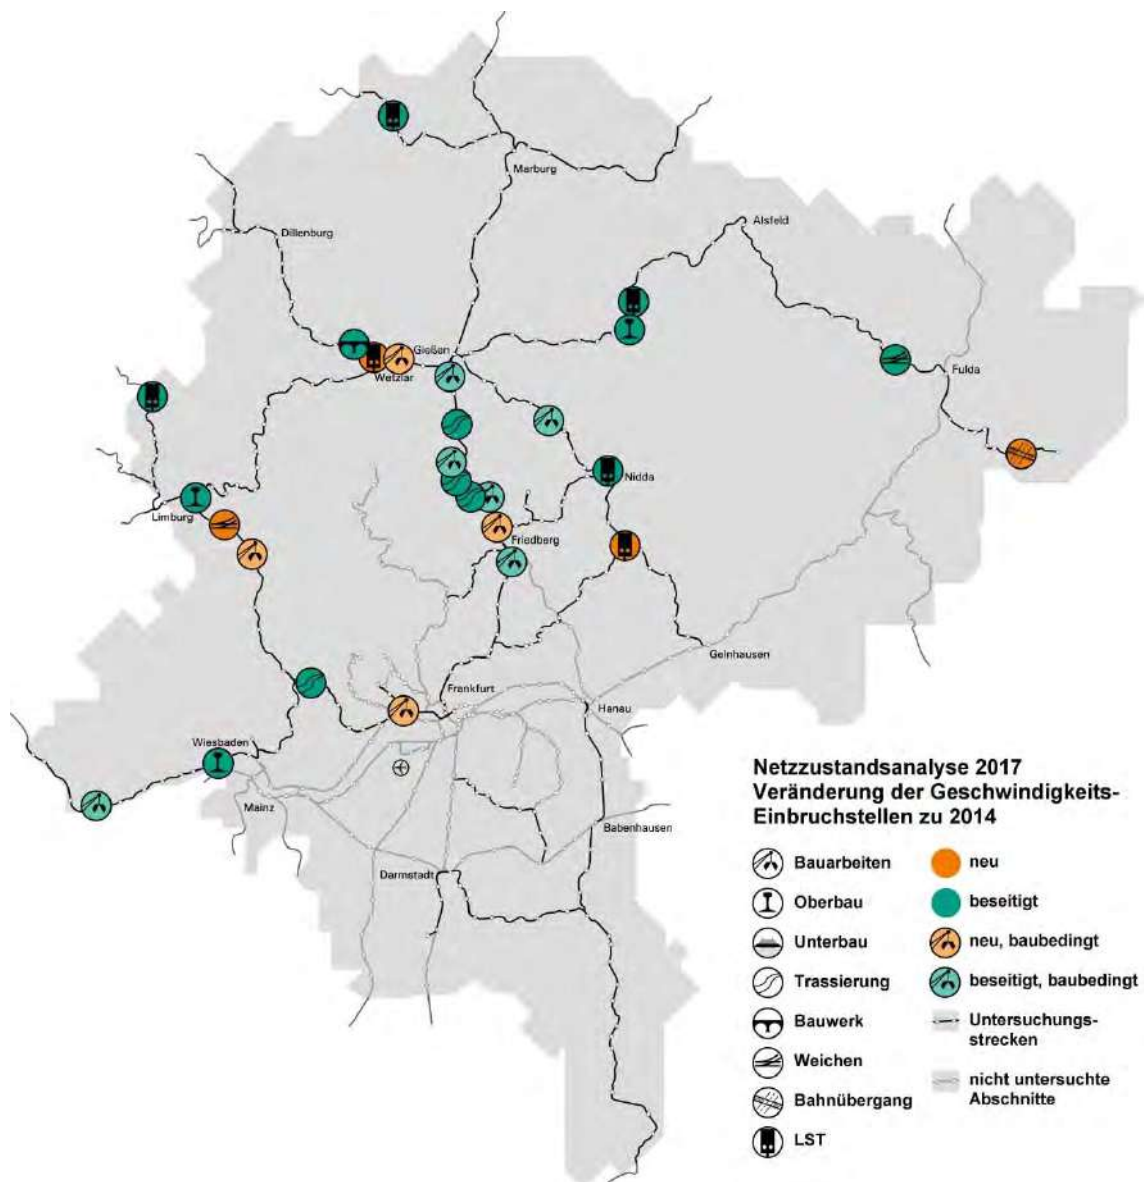 Marburg
Alsfeld
Dillenburg
Gießen
Wetzlar
Fulda
Nidda
Limburg
Friedberg
Gelnhausen
Frankfurt
Hanau
Wiesbaden
Mainz
Babenhausen
Darmstadt
Netzzustandsanalyse 2017
Veränderung der Geschwindigkeits-
Einbruchstellen zu 2014
Bauarbeiten
neu
Oberbau
beseitigt
Unterbau
neu, baubedingt
Trassierung
beseitigt, baubedingt
Bauwerk
Untersuchungs-
strecken
Weichen
nicht untersuchte
Abschnitte
Bahnübergang
LST